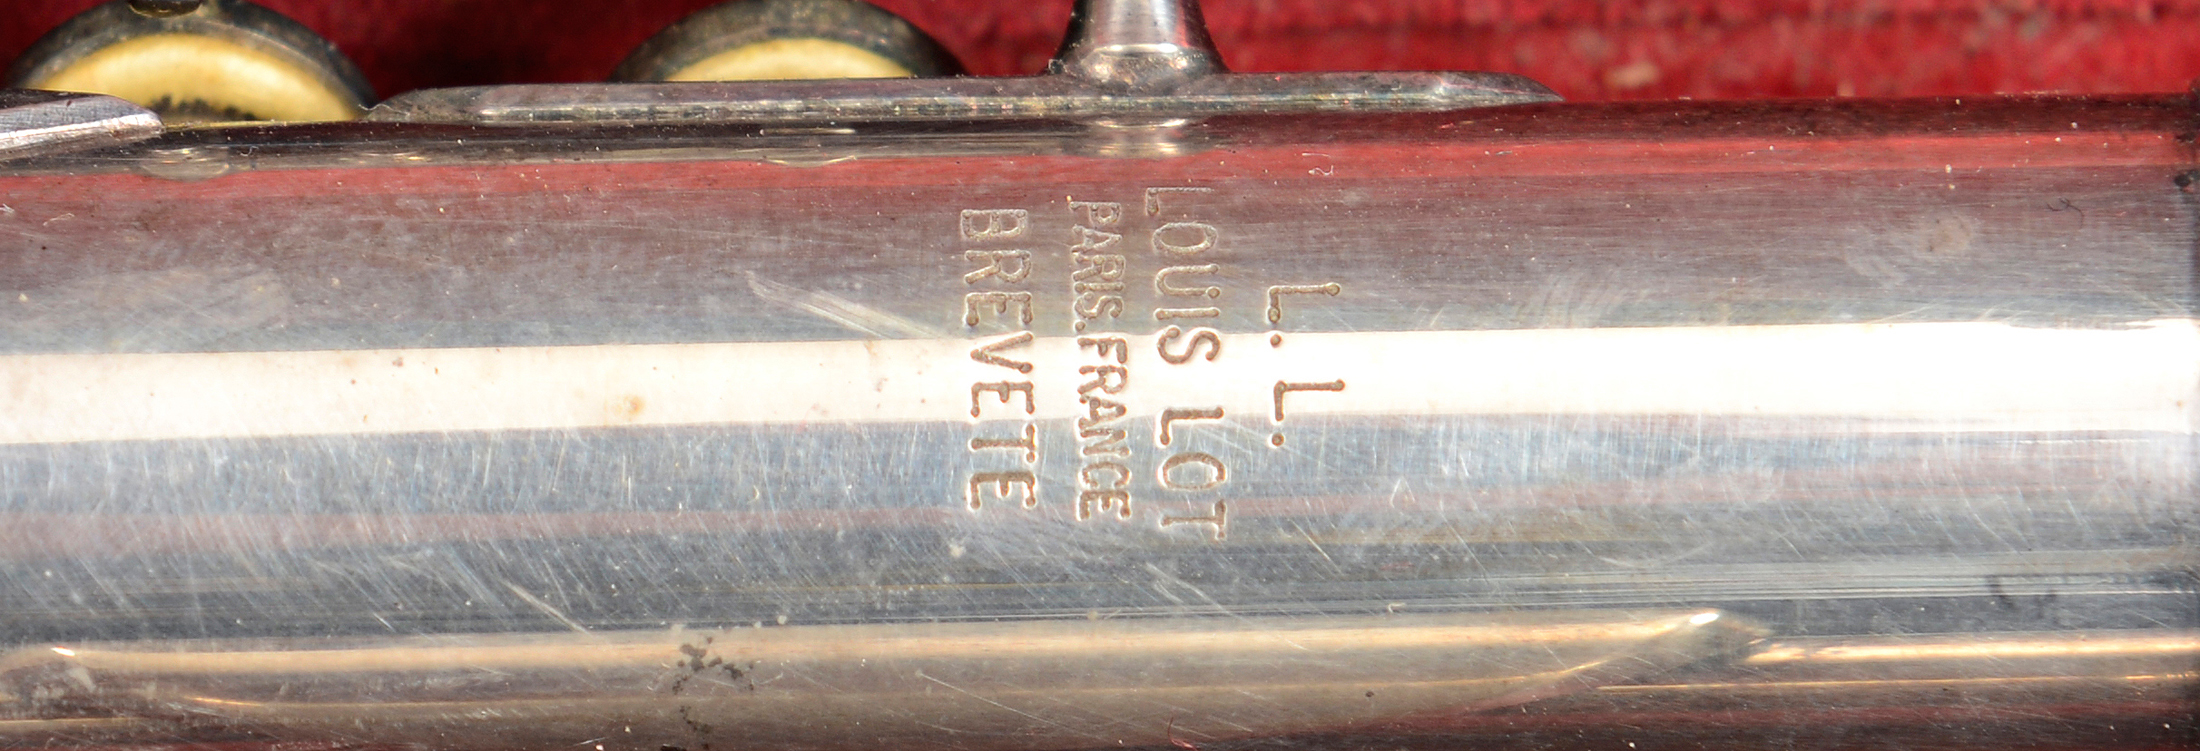 L. L.
LOUIS LOT
PARIS. FRANCE
BREVETE